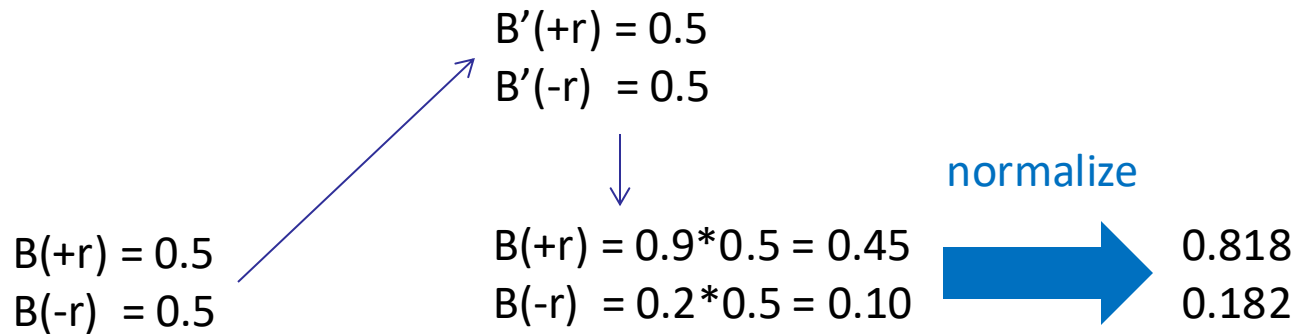 B’(+r) = 0.5
B’(-r) = 0.5
normalize
B(+r) = 0.5
B(-r) = 0.5
B(+r) = 0.9*0.5 = 0.45
B(-r) = 0.2*0.5 = 0.10
0.818
0.182